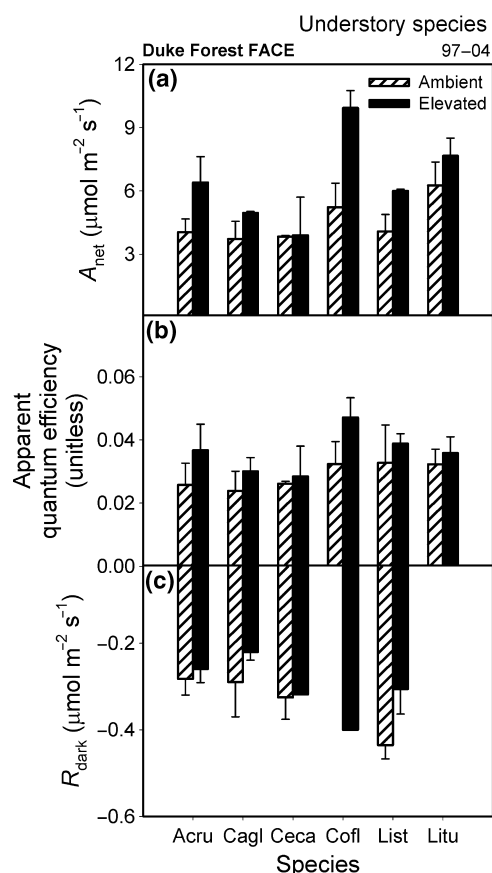 Understory species
Duke Forest FACE 97–04
(a)
Ambient
Elevated
12
9
6
3
A_net (μmol m⁻² s⁻¹)
(b)
0.06
0.04
0.02
0.00
Apparent
quantum efficiency
(unitless)
(c)
−0.2
−0.4
−0.6
R_dark (μmol m⁻² s⁻¹)
Acru Cagl Ceca Cofl List Litu
Species